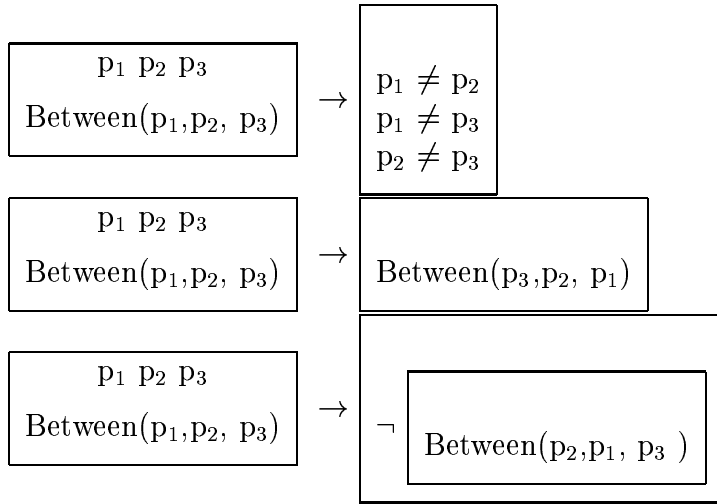 p₁ p₂ p₃
Between(p₁,p₂, p₃)
→
p₁ ≠ p₂
p₁ ≠ p₃
p₂ ≠ p₃
p₁ p₂ p₃
Between(p₁,p₂, p₃)
→
Between(p₃,p₂, p₁)
p₁ p₂ p₃
Between(p₁,p₂, p₃)
→
¬
Between(p₂,p₁, p₃ )